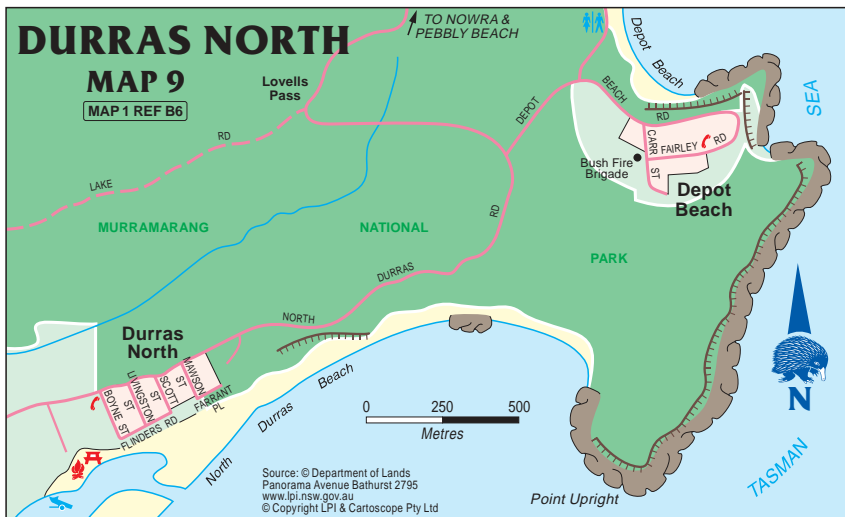 DURRAS NORTH
MAP 9
MAP 1 REF B6
TO NOWRA &
PEBBLY BEACH
Lovells
Pass
Depot Beach
SEA
DEPOT
BEACH
RD
CARR
ST
FAIRLEY
RD
Bush Fire
Brigade
Depot
Beach
LAKE
RD
MURRAMARANG
NATIONAL
PARK
RD
DURRAS
NORTH
Durras
North
BOYNE ST
LIVINGSTON
ST
SCOTT
ST
MAWSON
ST
FARRANT
PL
FLINDERS RD
North Durras Beach
0 250 500
Metres
N
Source: © Department of Lands
Panorama Avenue Bathurst 2795
www.lpi.nsw.gov.au
© Copyright LPI & Cartoscope Pty Ltd
Point Upright
TASMAN